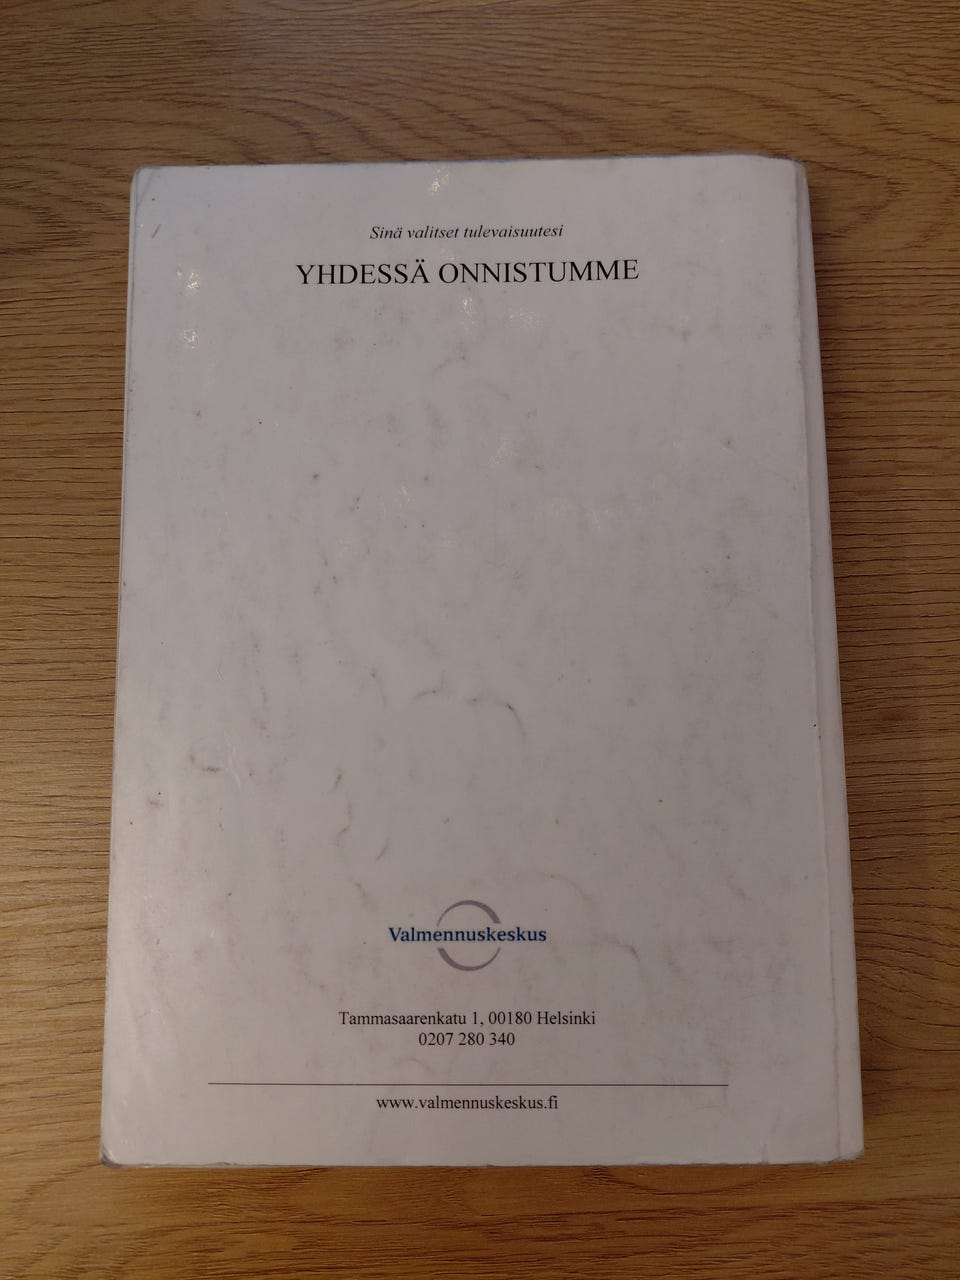 Sinä valitset tulevaisuutesi
YHDESSÄ ONNISTUMME
Valmennuskeskus
Tammasaarenkatu 1, 00180 Helsinki
0207 280 340
www.valmennuskeskus.fi